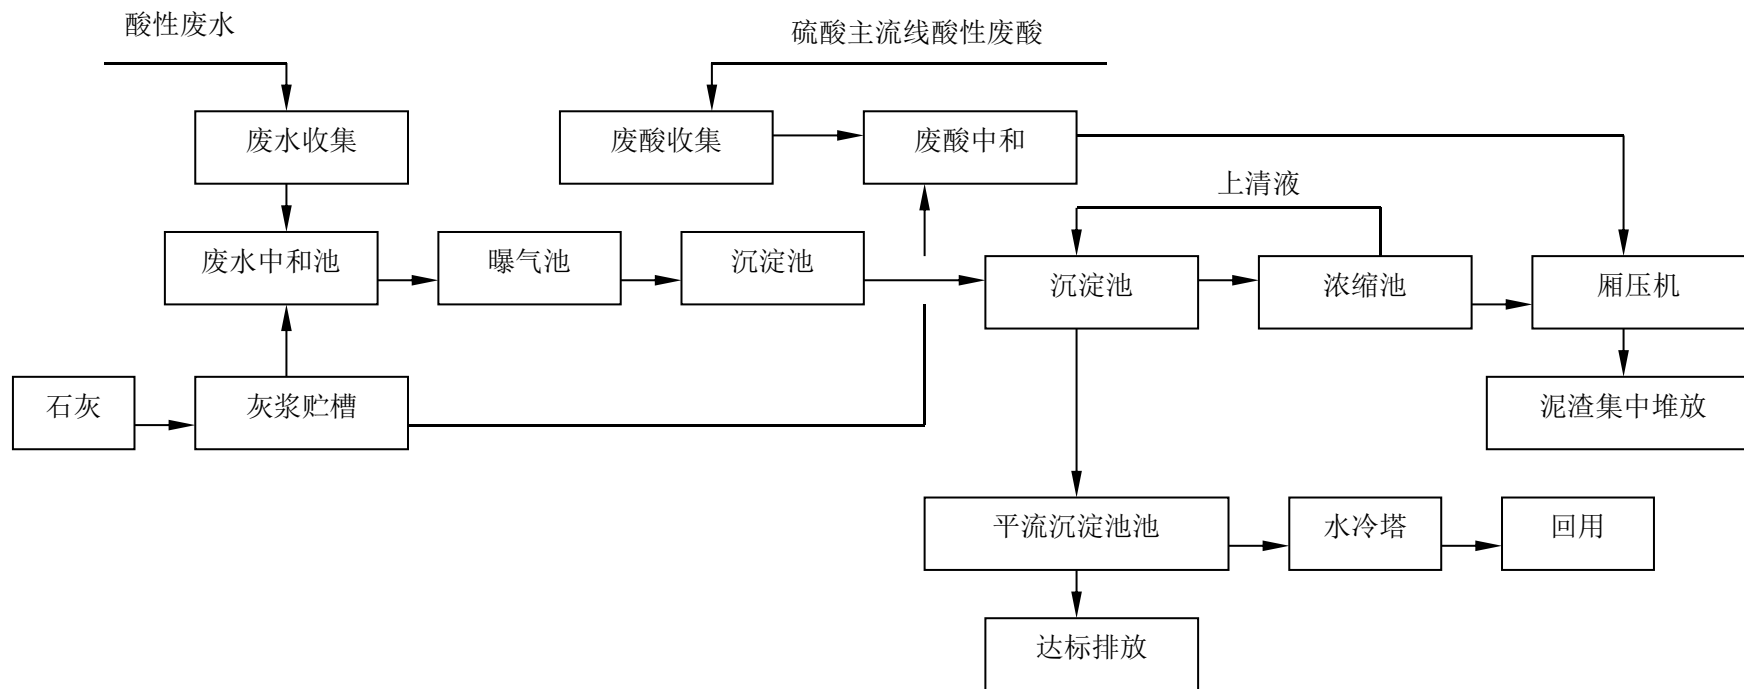 酸性废水
硫酸主流线酸性废酸
废水收集
废酸收集
废酸中和
上清液
废水中和池
曝气池
沉淀池
沉淀池
浓缩池
厢压机
石灰
灰浆贮槽
泥渣集中堆放
平流沉淀池池
水冷塔
回用
达标排放